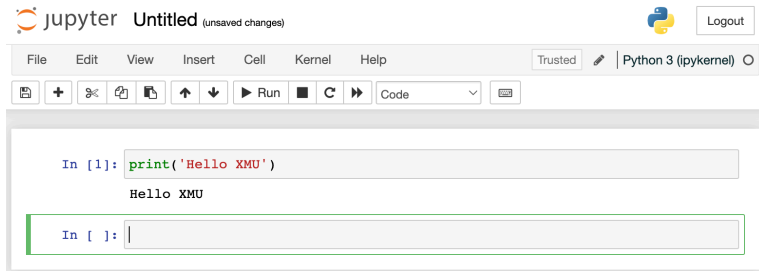 jupyter Untitled (unsaved changes) Logout
File Edit View Insert Cell Kernel Help Trusted Python 3 (ipykernel)
Run Code
In [1]: print('Hello XMU')
Hello XMU
In [ ]: